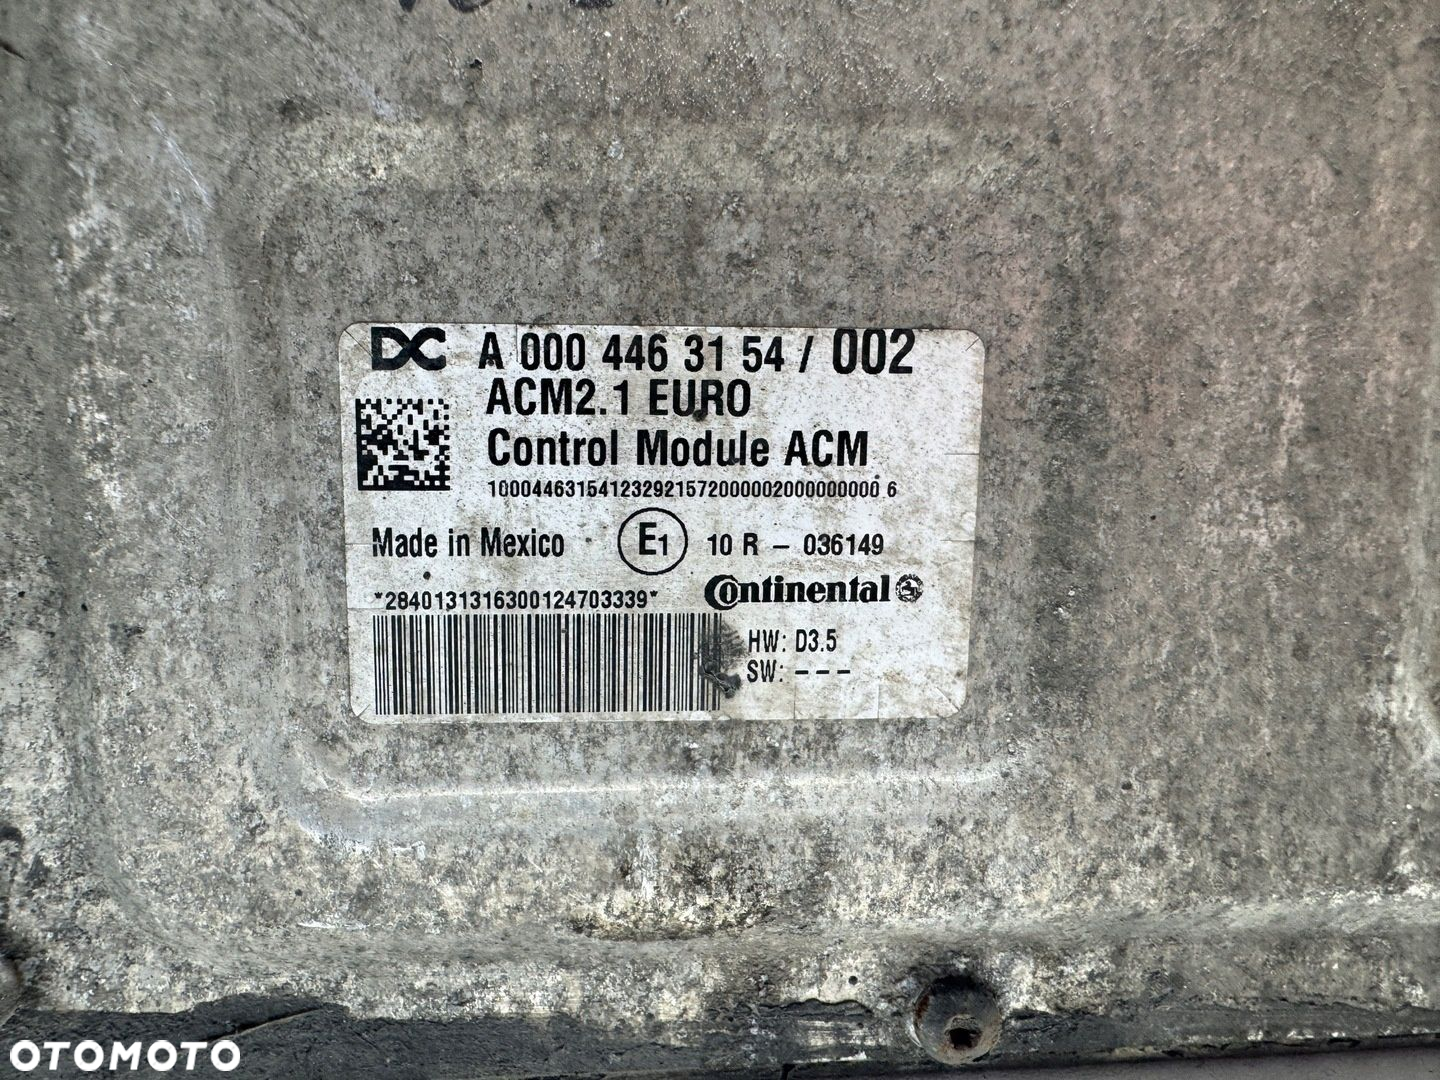 DC A 000 446 31 54 / 002
ACM2.1 EURO
Control Module ACM
10004463154123292157200000200000000 6
Made in Mexico E1 10 R - 036149
*2840131316300124703339*
Continental
HW: D3.5
SW: ---
OTOMOTO